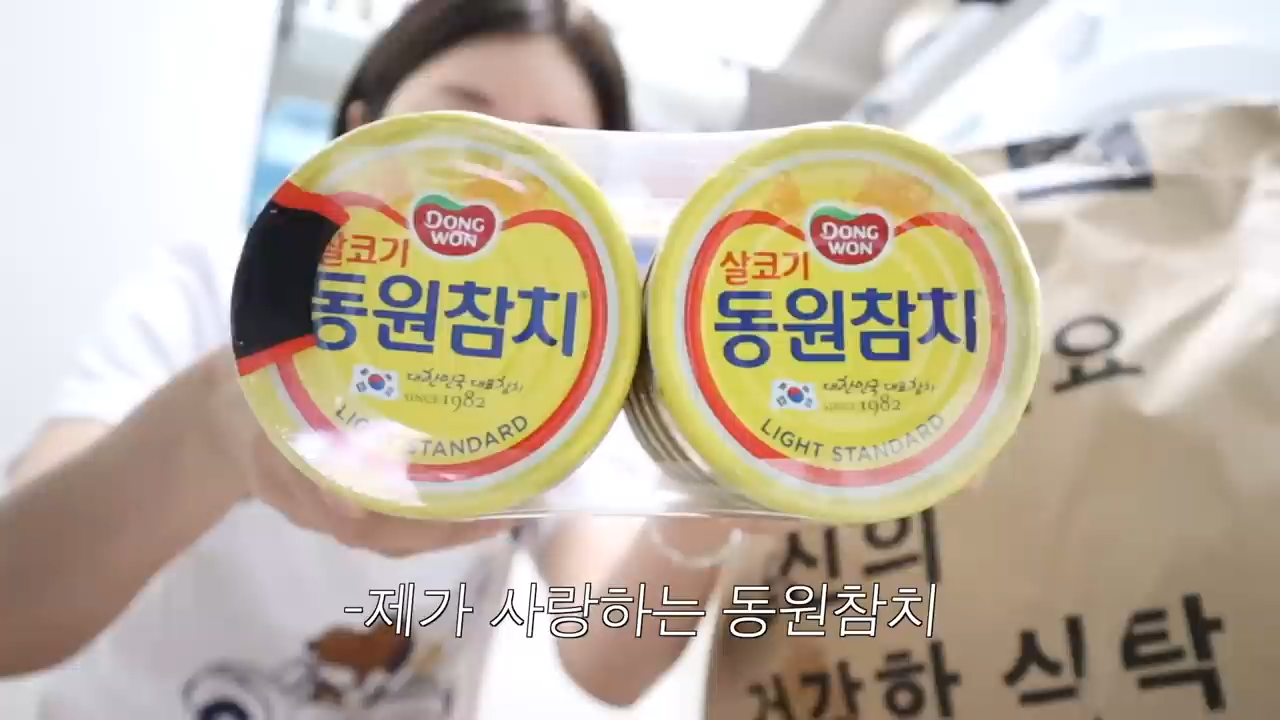 DONG
WON
살코기
동원참치
대한민국 대표참치
SINCE 1982
LIGHT STANDARD
DONG
WON
살코기
동원참치
대한민국 대표참치
SINCE 1982
LIGHT STANDARD
요
식탁
-제가 사랑하는 동원참치